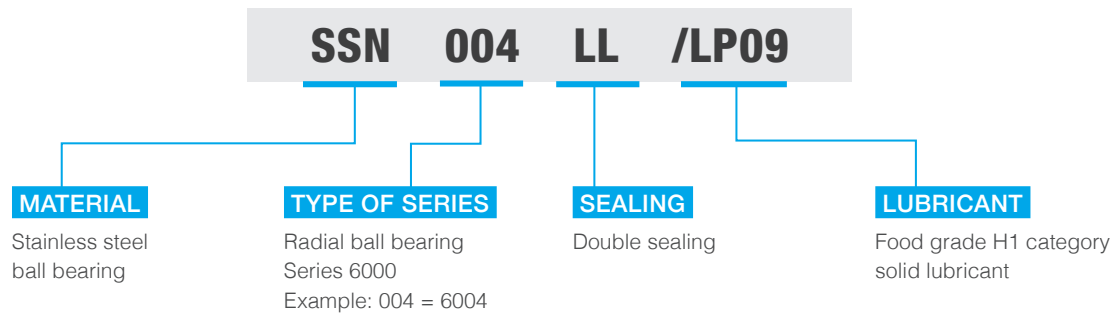 SSN 004 LL /LP09
MATERIAL
Stainless steel
ball bearing
TYPE OF SERIES
Radial ball bearing
Series 6000
Example: 004 = 6004
SEALING
Double sealing
LUBRICANT
Food grade H1 category
solid lubricant